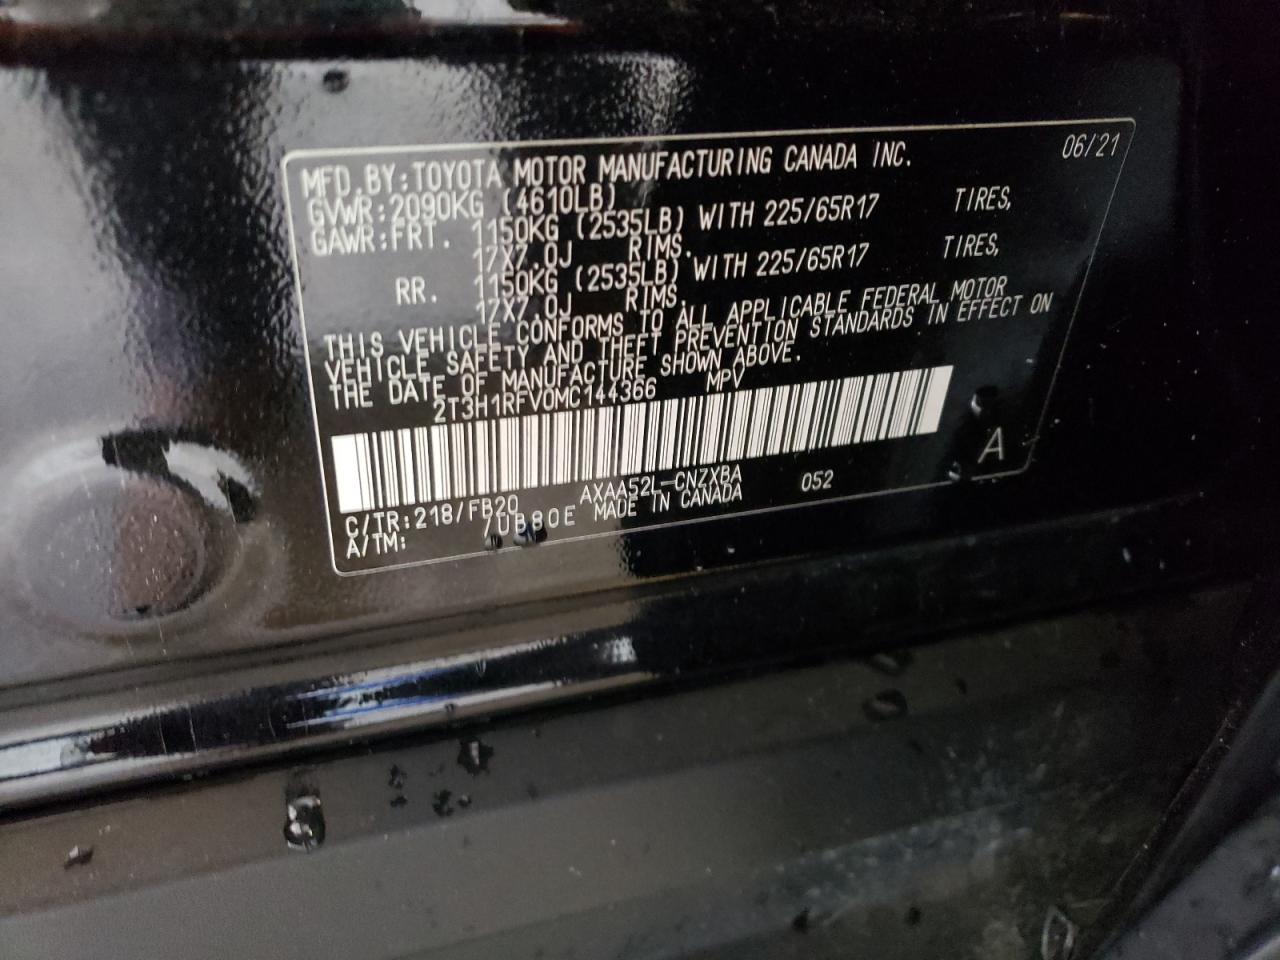 06/21
MFD.BY:TOYOTA MOTOR MANUFACTURING CANADA INC.
GVWR:2090KG (4610LB)
GAWR:FRT. 1150KG (2535LB) WITH 225/65R17 TIRES,
17X7.0J RIMS.
RR. 1150KG (2535LB) WITH 225/65R17 TIRES,
17X7.0J RIMS.
THIS VEHICLE CONFORMS TO ALL APPLICABLE FEDERAL MOTOR
VEHICLE SAFETY AND THEFT PREVENTION STANDARDS IN EFFECT ON
THE DATE OF MANUFACTURE SHOWN ABOVE.
2T3H1RFV0MC144366 MPV
A
C/TR:218/FB20 AXAA52L-CNZXBA 052
A/TM: /UB80E MADE IN CANADA